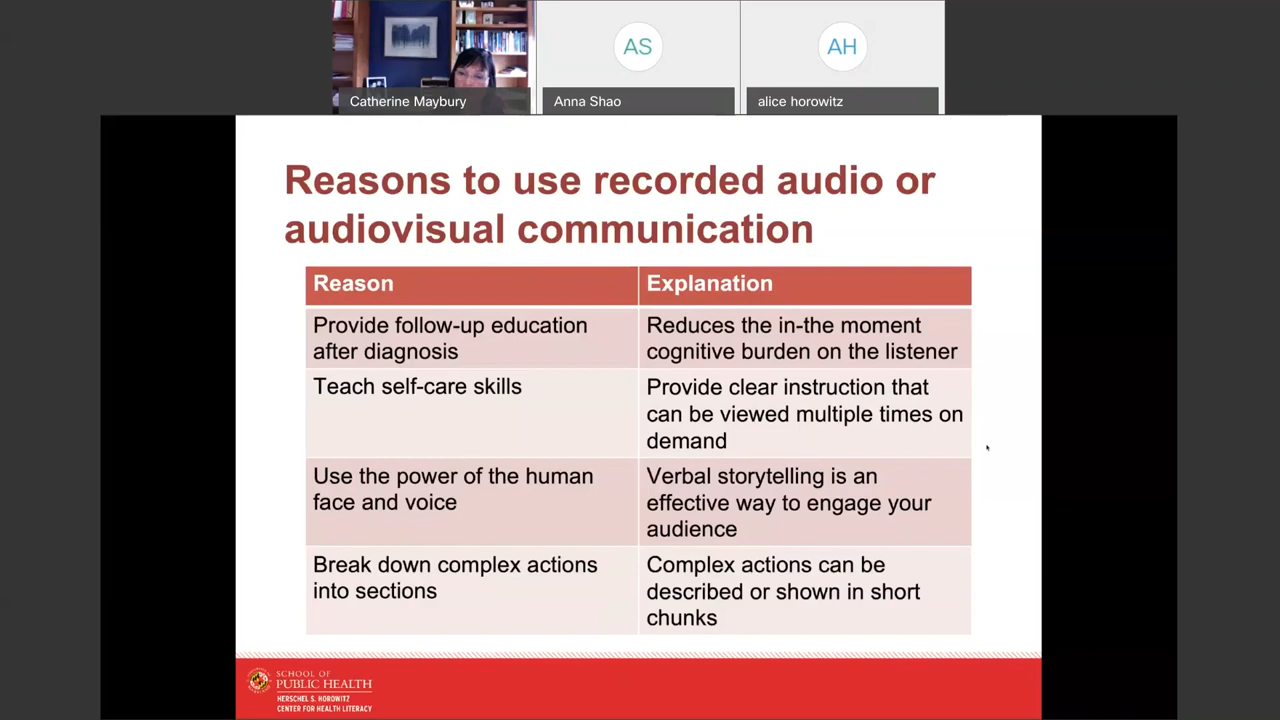 AS
AH
Catherine Maybury
Anna Shao
alice horowitz
Reasons to use recorded audio or
audiovisual communication
Reason
Explanation
Provide follow-up education
after diagnosis
Reduces the in-the moment
cognitive burden on the listener
Teach self-care skills
Provide clear instruction that
can be viewed multiple times on
demand
Use the power of the human
face and voice
Verbal storytelling is an
effective way to engage your
audience
Break down complex actions
into sections
Complex actions can be
described or shown in short
chunks
SCHOOL OF
PUBLIC HEALTH
HERSCHEL S. HOROWITZ
CENTER FOR HEALTH LITERACY